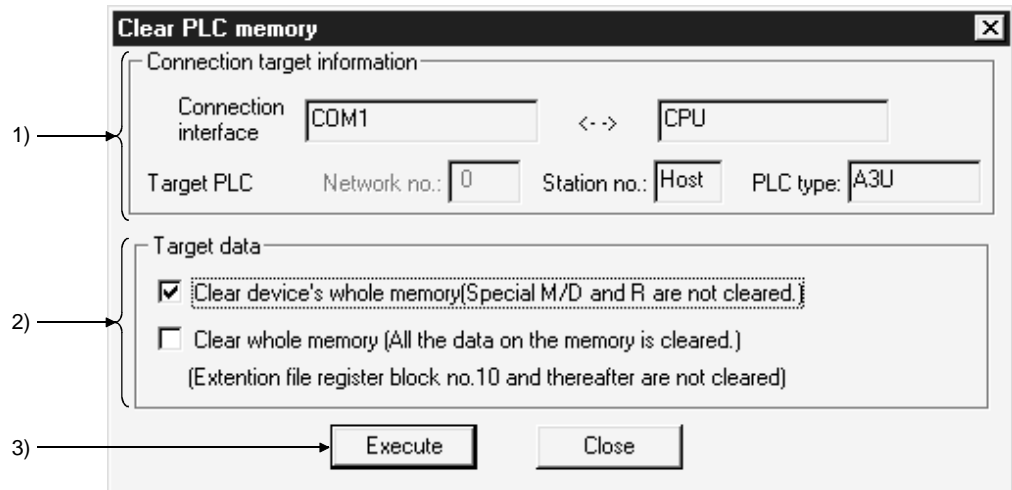 Clear PLC memory
Connection target information
1)
Connection interface
COM1
<- ->
CPU
Target PLC
Network no.: 0
Station no.: Host
PLC type: A3U
2)
Target data
Clear device's whole memory(Special M/D and R are not cleared.)
Clear whole memory (All the data on the memory is cleared.)
(Extention file register block no.10 and thereafter are not cleared)
3)
Execute
Close